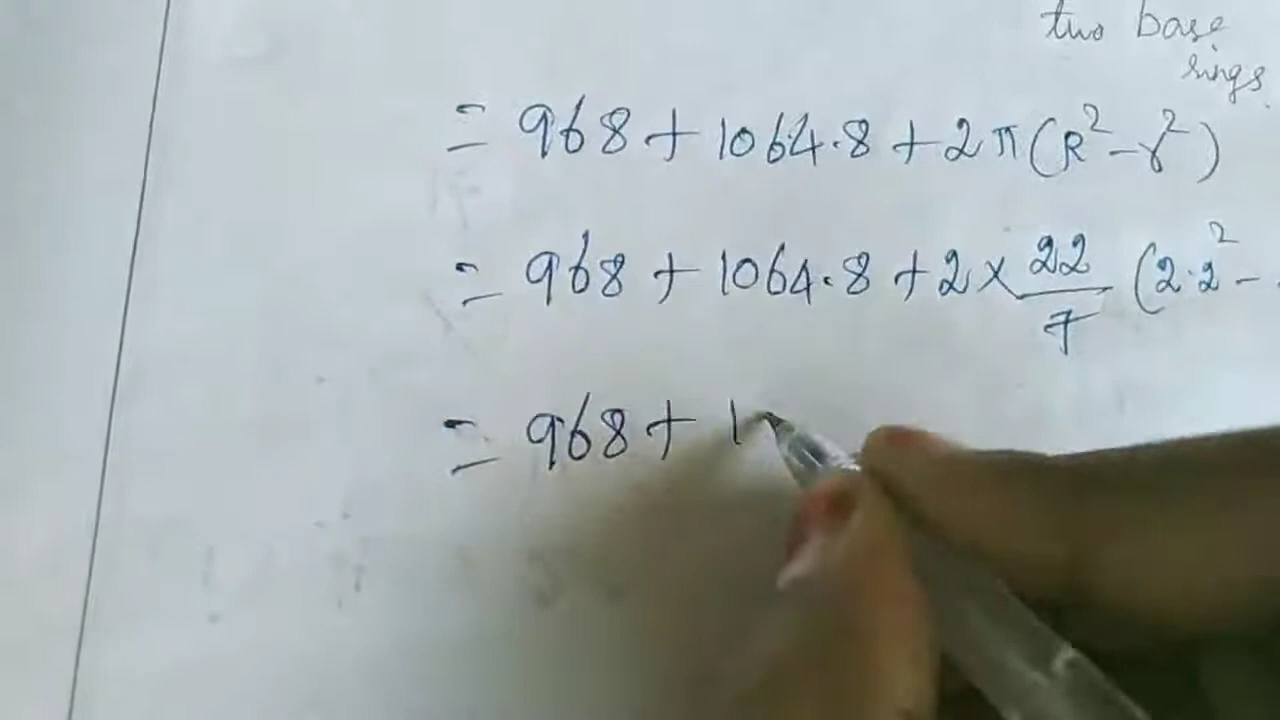 two base
rings.
= 968 + 1064.8 + 2π(R² - r²)
= 968 + 1064.8 + 2 × 22/7 (2.2² -
= 968 + 1